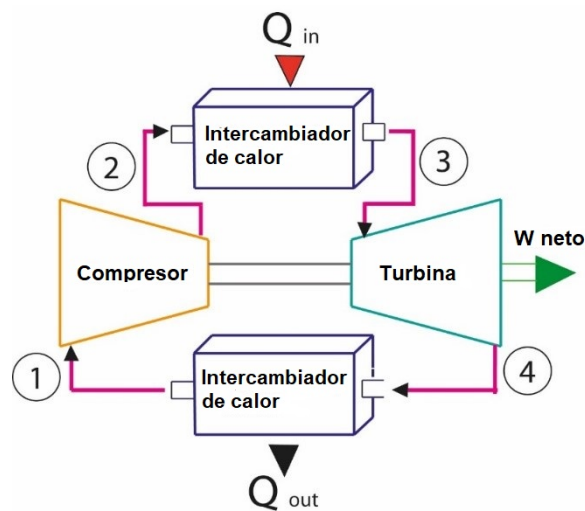 Q in
Intercambiador
de calor
2
3
W neto
Compresor
Turbina
Intercambiador
de calor
1
4
Q out